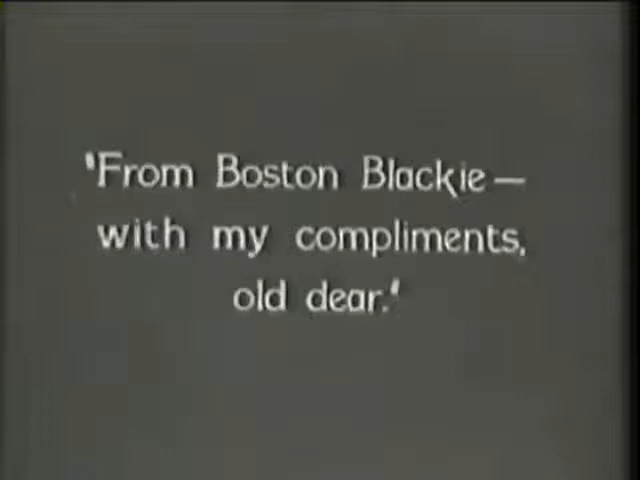 "From Boston Blackie—
with my compliments,
old dear."